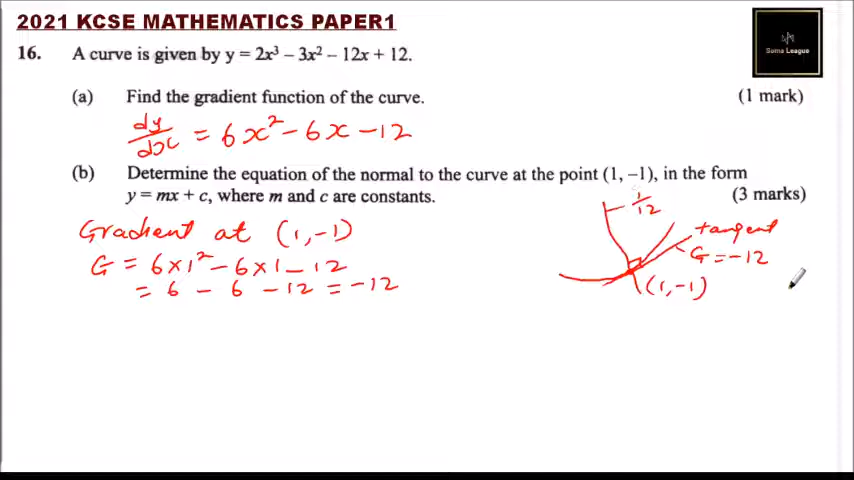 2021 KCSE MATHEMATICS PAPER1
Soma League
16. A curve is given by y = 2x³ – 3x² – 12x + 12.
(a) Find the gradient function of the curve. (1 mark)
dy/dx = 6x² – 6x – 12
(b) Determine the equation of the normal to the curve at the point (1, –1), in the form
y = mx + c, where m and c are constants. (3 marks)
1/12
Gradient at (1,-1)
tangent
G = -12
G = 6×1² – 6×1 – 12
= 6 – 6 – 12 = -12
(1,-1)